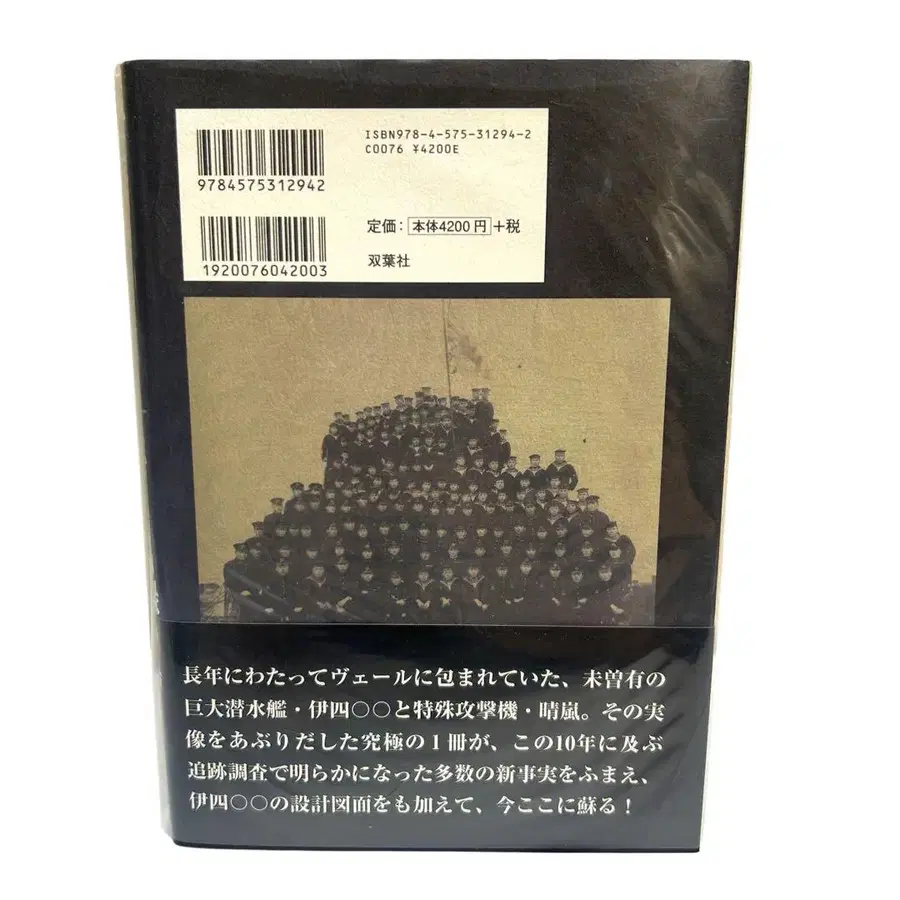 ISBN978-4-575-31294-2
C0076 ¥4200E
9784575312942
定価：本体4200円+税
1920076042003
双葉社
長年にわたってヴェールに包まれていた、未曽有の
巨大潜水艦・伊四〇〇と特殊攻撃機・晴嵐。その実
像をあぶりだした究極の1冊が、この10年に及ぶ
追跡調査で明らかになった多数の新事実をふまえ、
伊四〇〇の設計図面をも加えて、今ここに蘇る！